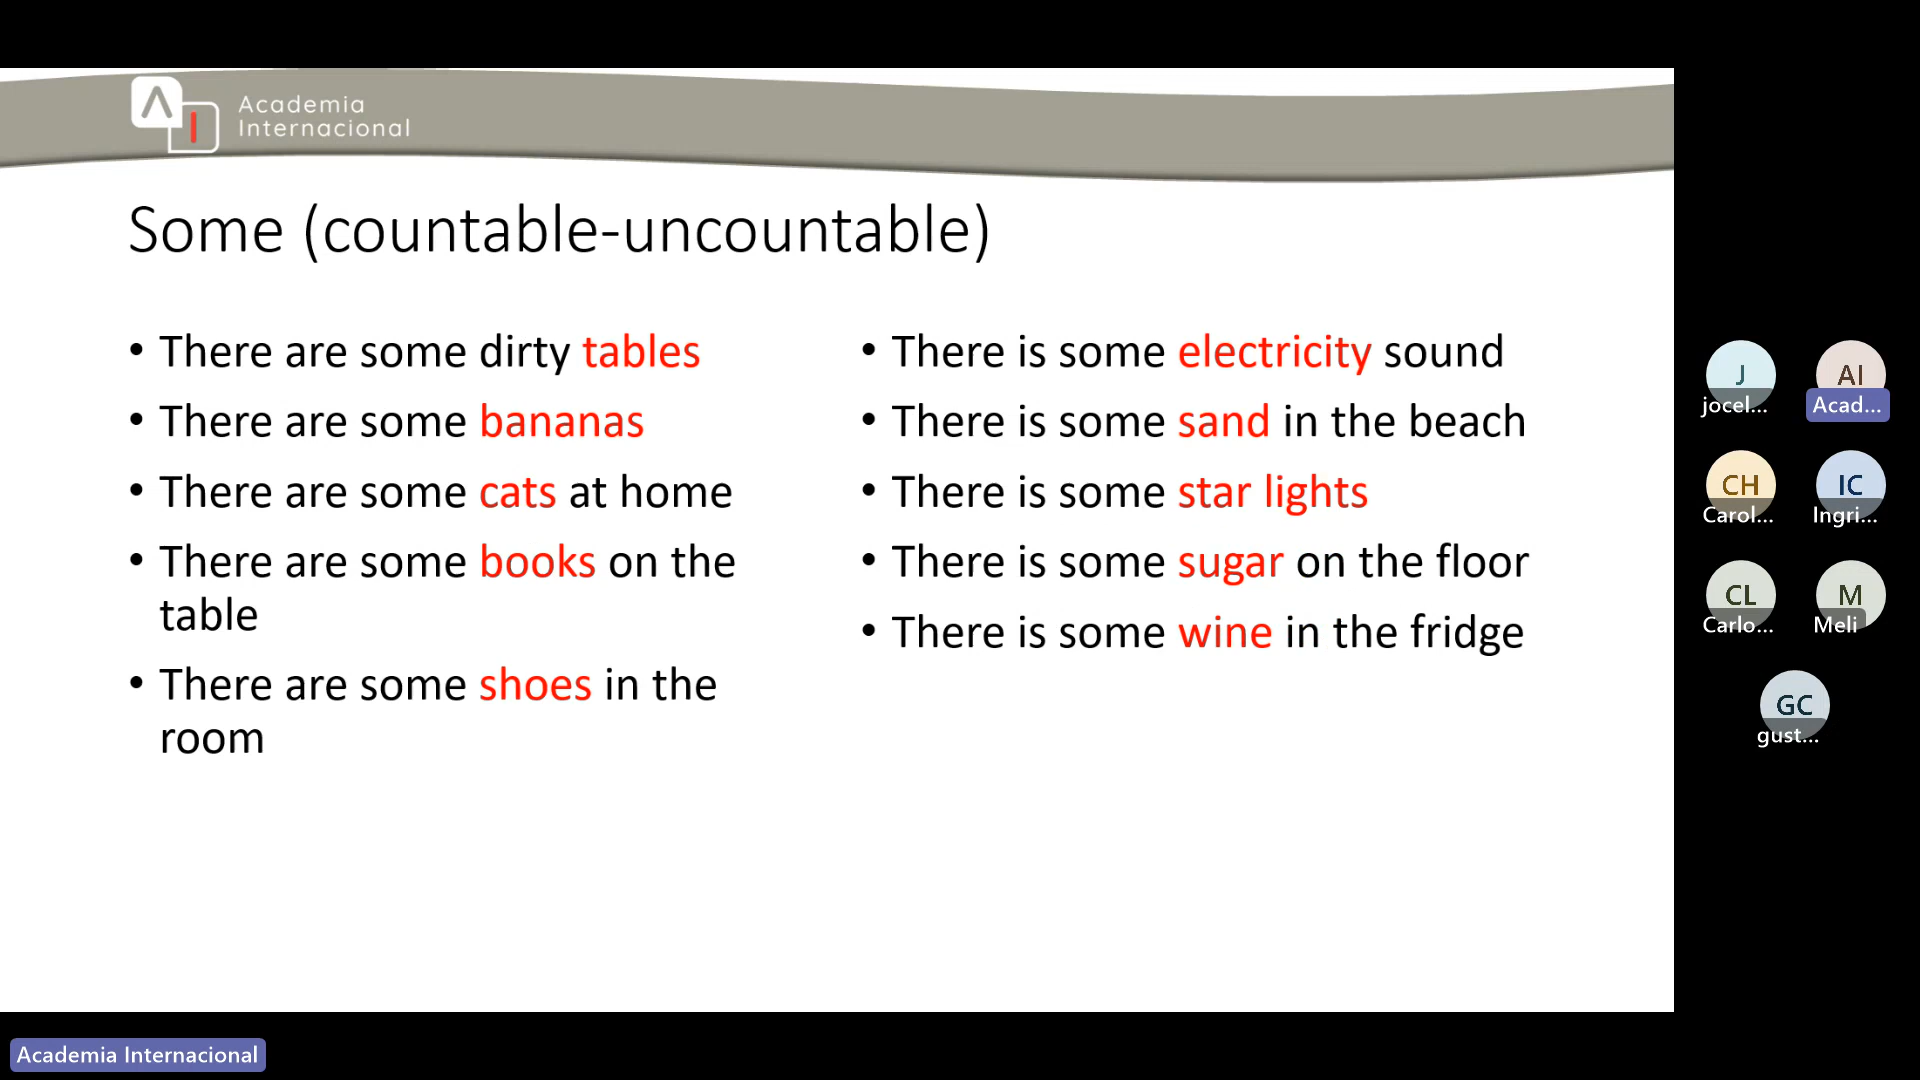 Academia
Internacional
Some (countable-uncountable)
• There are some dirty tables
• There are some bananas
• There are some cats at home
• There are some books on the
table
• There are some shoes in the
room
• There is some electricity sound
• There is some sand in the beach
• There is some star lights
• There is some sugar on the floor
• There is some wine in the fridge
J
jocel...
AI
Acad...
CH
Carol...
IC
Ingri...
CL
Carlo...
M
Meli
GC
gust...
Academia Internacional